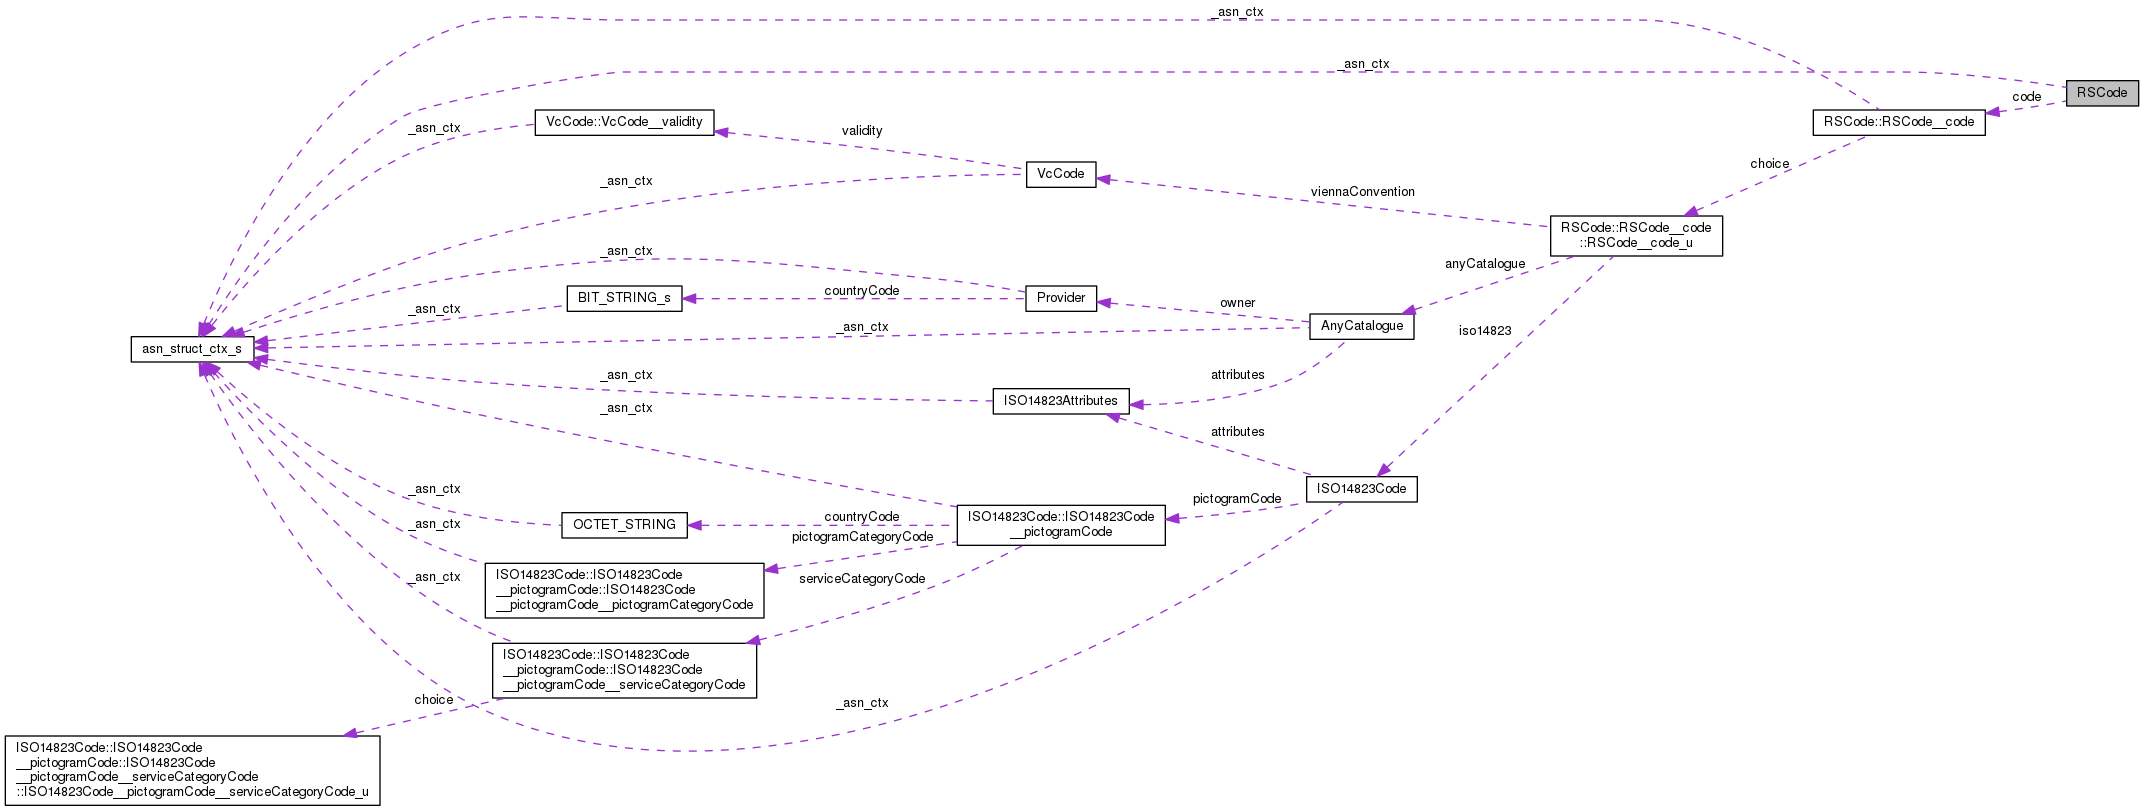 _asn_ctx
_asn_ctx
RSCode
code
VcCode::VcCode__validity
_asn_ctx
validity
RSCode::RSCode__code
choice
VcCode
_asn_ctx
viennaConvention
RSCode::RSCode__code
::RSCode__code_u
_asn_ctx
anyCatalogue
BIT_STRING_s
countryCode
Provider
owner
_asn_ctx
_asn_ctx
AnyCatalogue
iso14823
asn_struct_ctx_s
_asn_ctx
attributes
ISO14823Attributes
_asn_ctx
attributes
ISO14823Code
_asn_ctx
pictogramCode
OCTET_STRING
countryCode
ISO14823Code::ISO14823Code
__pictogramCode
_asn_ctx
pictogramCategoryCode
ISO14823Code::ISO14823Code
__pictogramCode::ISO14823Code
__pictogramCode__pictogramCategoryCode
_asn_ctx
serviceCategoryCode
ISO14823Code::ISO14823Code
__pictogramCode::ISO14823Code
__pictogramCode__serviceCategoryCode
choice
_asn_ctx
ISO14823Code::ISO14823Code
__pictogramCode::ISO14823Code
__pictogramCode__serviceCategoryCode
::ISO14823Code__pictogramCode__serviceCategoryCode_u